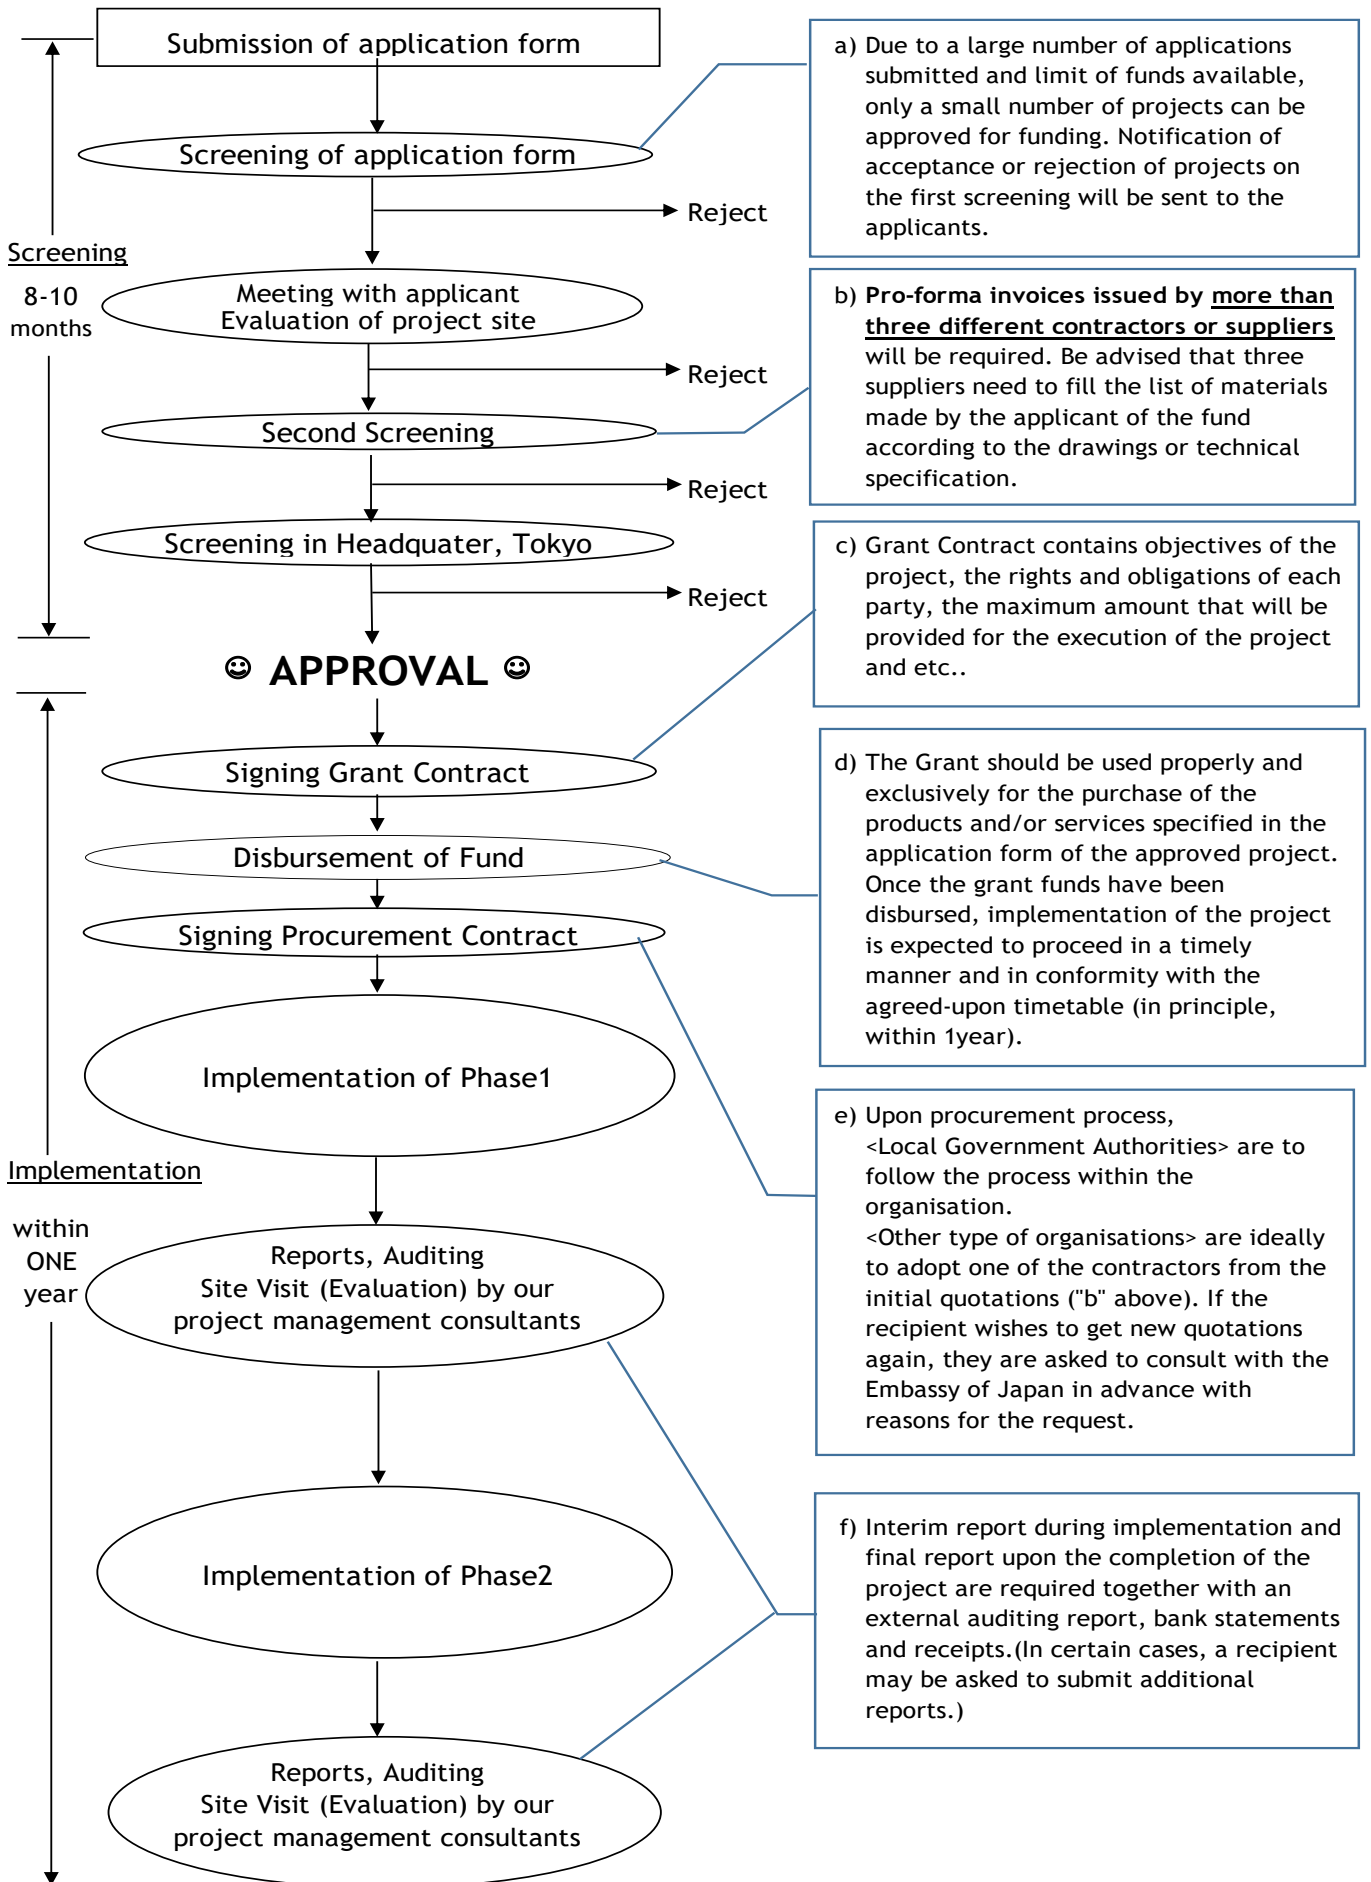 Submission of application form
Screening of application form
Reject
Screening
8-10
months
Meeting with applicant
Evaluation of project site
Reject
Second Screening
Reject
Screening in Headquater, Tokyo
Reject
☺ APPROVAL ☺
Signing Grant Contract
Disbursement of Fund
Signing Procurement Contract
Implementation of Phase1
Implementation
within
ONE
year
Reports, Auditing
Site Visit (Evaluation) by our
project management consultants
Implementation of Phase2
Reports, Auditing
Site Visit (Evaluation) by our
project management consultants
a) Due to a large number of applications
submitted and limit of funds available,
only a small number of projects can be
approved for funding. Notification of
acceptance or rejection of projects on
the first screening will be sent to the
applicants.
b) Pro-forma invoices issued by more than
three different contractors or suppliers
will be required. Be advised that three
suppliers need to fill the list of materials
made by the applicant of the fund
according to the drawings or technical
specification.
c) Grant Contract contains objectives of the
project, the rights and obligations of each
party, the maximum amount that will be
provided for the execution of the project
and etc..
d) The Grant should be used properly and
exclusively for the purchase of the
products and/or services specified in the
application form of the approved project.
Once the grant funds have been
disbursed, implementation of the project
is expected to proceed in a timely
manner and in conformity with the
agreed-upon timetable (in principle,
within 1year).
e) Upon procurement process,
<Local Government Authorities> are to
follow the process within the
organisation.
<Other type of organisations> are ideally
to adopt one of the contractors from the
initial quotations ("b" above). If the
recipient wishes to get new quotations
again, they are asked to consult with the
Embassy of Japan in advance with
reasons for the request.
f) Interim report during implementation and
final report upon the completion of the
project are required together with an
external auditing report, bank statements
and receipts.(In certain cases, a recipient
may be asked to submit additional
reports.)